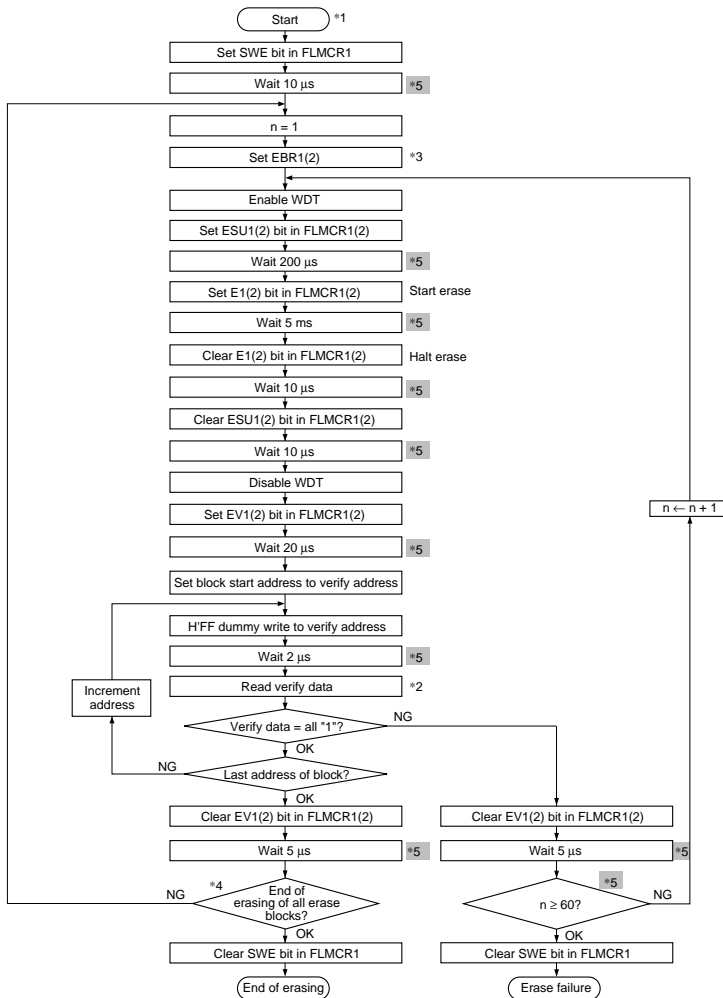 Start *1
Set SWE bit in FLMCR1
Wait 10 μs *5
n = 1
Set EBR1(2) *3
Enable WDT
Set ESU1(2) bit in FLMCR1(2)
Wait 200 μs *5
Set E1(2) bit in FLMCR1(2) Start erase
Wait 5 ms *5
Clear E1(2) bit in FLMCR1(2) Halt erase
Wait 10 μs *5
Clear ESU1(2) bit in FLMCR1(2)
Wait 10 μs *5
Disable WDT
Set EV1(2) bit in FLMCR1(2)
n ← n + 1
Wait 20 μs *5
Set block start address to verify address
H'FF dummy write to verify address
Wait 2 μs *5
Read verify data *2
Increment
address
Verify data = all "1"? NG
OK
NG Last address of block?
OK
Clear EV1(2) bit in FLMCR1(2) Clear EV1(2) bit in FLMCR1(2)
Wait 5 μs *5 Wait 5 μs *5
NG *4 End of
erasing of all erase
blocks?
*5
n ≥ 60? NG
OK OK
Clear SWE bit in FLMCR1 Clear SWE bit in FLMCR1
End of erasing Erase failure